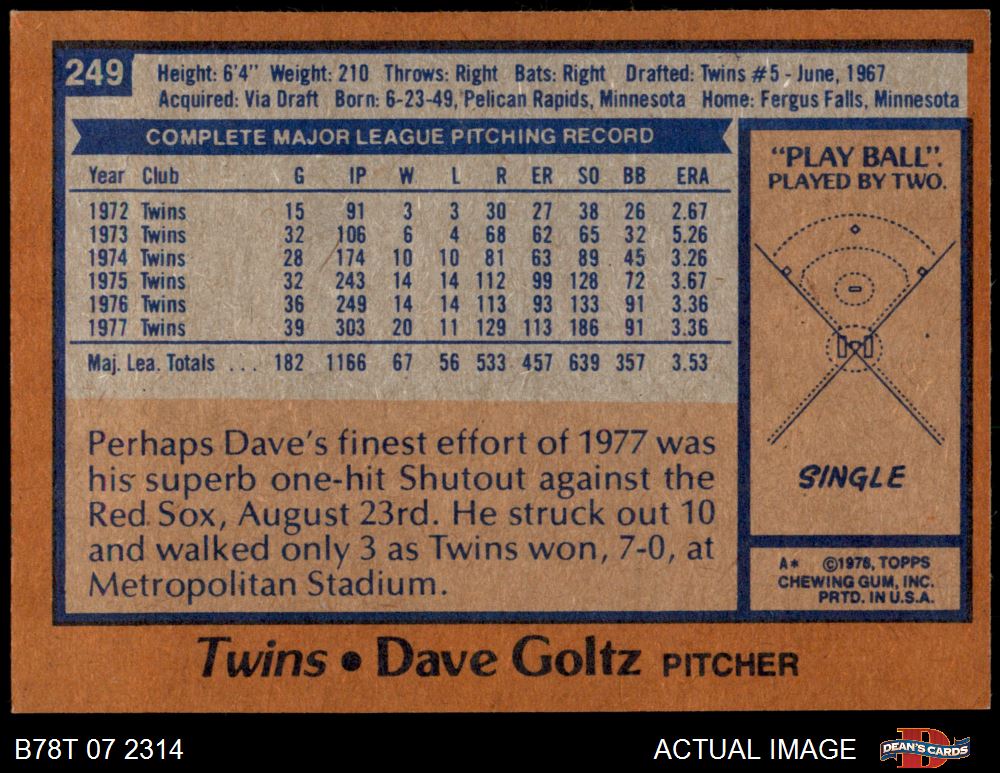 249
Height: 6'4" Weight: 210 Throws: Right Bats: Right Drafted: Twins #5 - June, 1967
Acquired: Via Draft Born: 6-23-49, Pelican Rapids, Minnesota Home: Fergus Falls, Minnesota
COMPLETE MAJOR LEAGUE PITCHING RECORD
Year Club G IP W L R ER SO BB ERA
1972 Twins 15 91 3 3 30 27 38 26 2.67
1973 Twins 32 106 6 4 68 62 65 32 5.26
1974 Twins 28 174 10 10 81 63 89 45 3.26
1975 Twins 32 243 14 14 112 99 128 72 3.67
1976 Twins 36 249 14 14 113 93 133 91 3.36
1977 Twins 39 303 20 11 129 113 186 91 3.36
Maj. Lea. Totals ... 182 1166 67 56 533 457 639 357 3.53
Perhaps Dave's finest effort of 1977 was
his superb one-hit Shutout against the
Red Sox, August 23rd. He struck out 10
and walked only 3 as Twins won, 7-0, at
Metropolitan Stadium.
"PLAY BALL".
PLAYED BY TWO.
SINGLE
A* ©1978, TOPPS
CHEWING GUM, INC.
PRTD. IN U.S.A.
Twins • Dave Goltz PITCHER
B78T 07 2314
ACTUAL IMAGE
DEAN'S CARDS